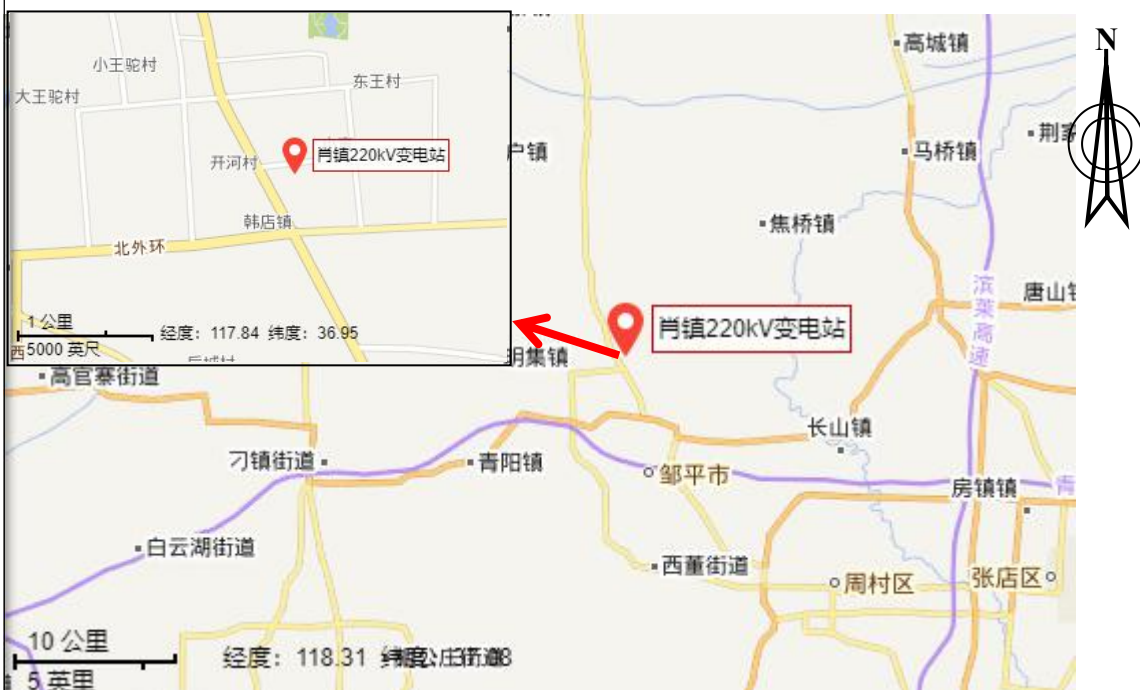 小王驼村
大王驼村
东王村
开河村
肖镇220kV变电站
韩店镇
北外环
1公里
5000 英尺
经度：117.84 纬度：36.95
西
N
高城镇
户镇
马桥镇
焦桥镇
唐山
滨莱高速
肖镇220kV变电站
明集镇
高官寨街道
刁镇街道
青阳镇
长山镇
邹平市
房镇镇
青
白云湖街道
西董街道
周村区
张店区
10 公里
5 英里
经度：118.31